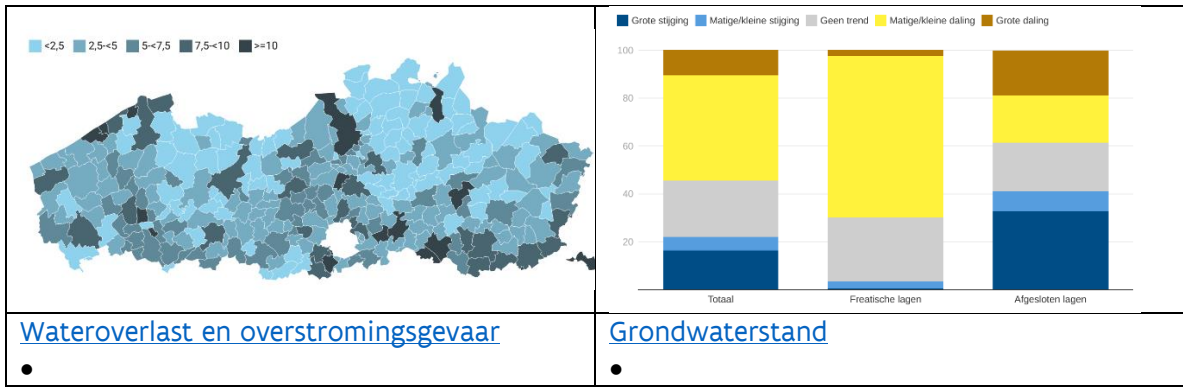 <2,5 2,5-<5 5-<7,5 7,5-<10 >=10
Grote stijging Matige/kleine stijging Geen trend Matige/kleine daling Grote daling
100
80
60
40
20
Totaal Freatische lagen Afgesloten lagen
Wateroverlast en overstromingsgevaar
•
Grondwaterstand
•